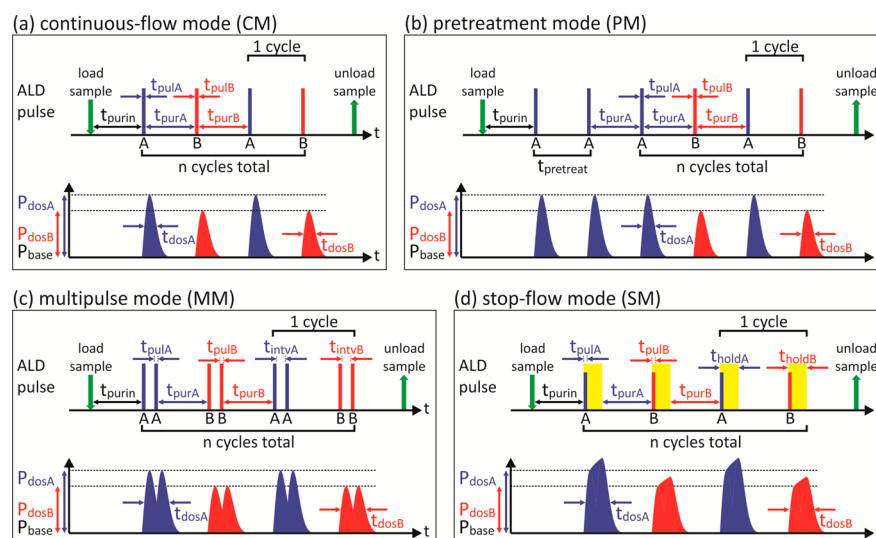 (a) continuous-flow mode (CM)
1 cycle
load
sample
unload
sample
ALD
pulse
tpulA
tpulB
tpurin
tpurA
tpurB
t
A B A B
n cycles total
PdosA
PdosB
Pbase
tdosA
tdosB
t
(b) pretreatment mode (PM)
1 cycle
load
sample
unload
sample
ALD
pulse
tpulA
tpulB
tpurin
tpurA
tpurA
tpurB
t
A A A B A B
tpretreat
n cycles total
PdosA
PdosB
Pbase
tdosA
tdosB
t
(c) multipulse mode (MM)
1 cycle
load
sample
unload
sample
ALD
pulse
tpulA
tpulB
tintvA
tintvB
tpurin
tpurA
tpurB
t
A A B B A A B B
n cycles total
PdosA
PdosB
Pbase
tdosA
tdosB
t
(d) stop-flow mode (SM)
1 cycle
load
sample
unload
sample
ALD
pulse
tpulA
tpulB
tholdA
tholdB
tpurin
tpurA
tpurB
t
A B A B
n cycles total
PdosA
PdosB
Pbase
tdosA
tdosB
t